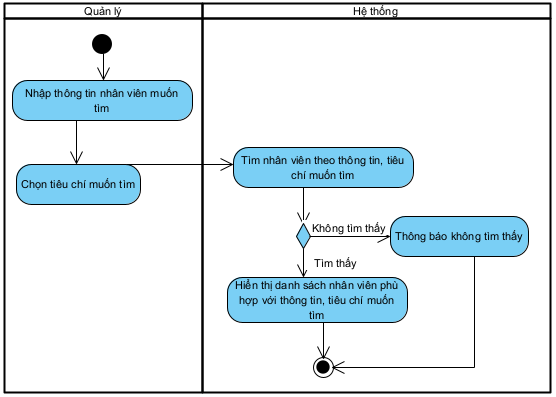 Quản lý
Hệ thống
Nhập thông tin nhân viên muốn
tìm
Chọn tiêu chí muốn tìm
Tìm nhân viên theo thông tin, tiêu
chí muốn tìm
Không tìm thấy
Thông báo không tìm thấy
Tìm thấy
Hiển thị danh sách nhân viên phù
hợp với thông tin, tiêu chí muốn
tìm